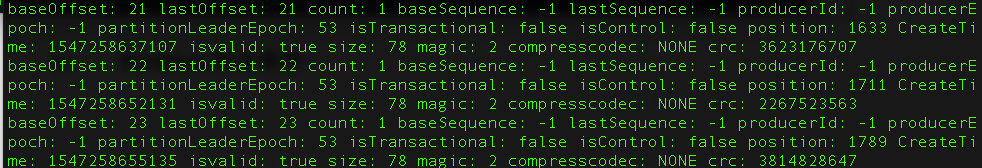 baseOffset: 21 lastOffset: 21 count: 1 baseSequence: -1 lastSequence: -1 producerId: -1 producerE
poch: -1 partitionLeaderEpoch: 53 isTransactional: false isControl: false position: 1633 CreateTi
me: 1547258637107 isvalid: true size: 78 magic: 2 compresscodec: NONE crc: 3623176707
baseOffset: 22 lastOffset: 22 count: 1 baseSequence: -1 lastSequence: -1 producerId: -1 producerE
poch: -1 partitionLeaderEpoch: 53 isTransactional: false isControl: false position: 1711 CreateTi
me: 1547258652131 isvalid: true size: 78 magic: 2 compresscodec: NONE crc: 2267523563
baseOffset: 23 lastOffset: 23 count: 1 baseSequence: -1 lastSequence: -1 producerId: -1 producerE
poch: -1 partitionLeaderEpoch: 53 isTransactional: false isControl: false position: 1789 CreateTi
me: 1547258655135 isvalid: true size: 78 magic: 2 compresscodec: NONE crc: 3814828647